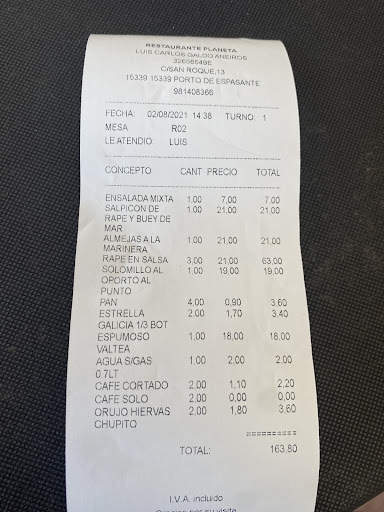 RESTAURANTE PLANETA
LUIS CARLOS GALDO ANEIROS
32656549E
C/SAN ROQUE,13
15339 15339 PORTO DE ESPASANTE
981408366
FECHA: 02/08/2021 14:38 TURNO: 1
MESA R02
LE ATENDIO LUIS
CONCEPTO CANT PRECIO TOTAL
ENSALADA MIXTA 1,00 7,00 7,00
SALPICON DE 1,00 21,00 21,00
RAPE Y BUEY DE
MAR
ALMEJAS A LA 1,00 21,00 21,00
MARINERA
RAPE EN SALSA 3,00 21,00 63,00
SOLOMILLO AL 1,00 19,00 19,00
OPORTO AL
PUNTO
PAN 4,00 0,90 3,60
ESTRELLA 2,00 1,70 3,40
GALICIA 1/3 BOT
ESPUMOSO 1,00 18,00 18,00
VALTEA
AGUA S/GAS 1,00 2,00 2,00
0.7LT
CAFE CORTADO 2,00 1,10 2,20
CAFE SOLO 2,00 0,00 0,00
ORUJO HIERVAS 2,00 1,80 3,60
CHUPITO
==========
TOTAL: 163,80
I.V.A. incluido
Gracias por su visita